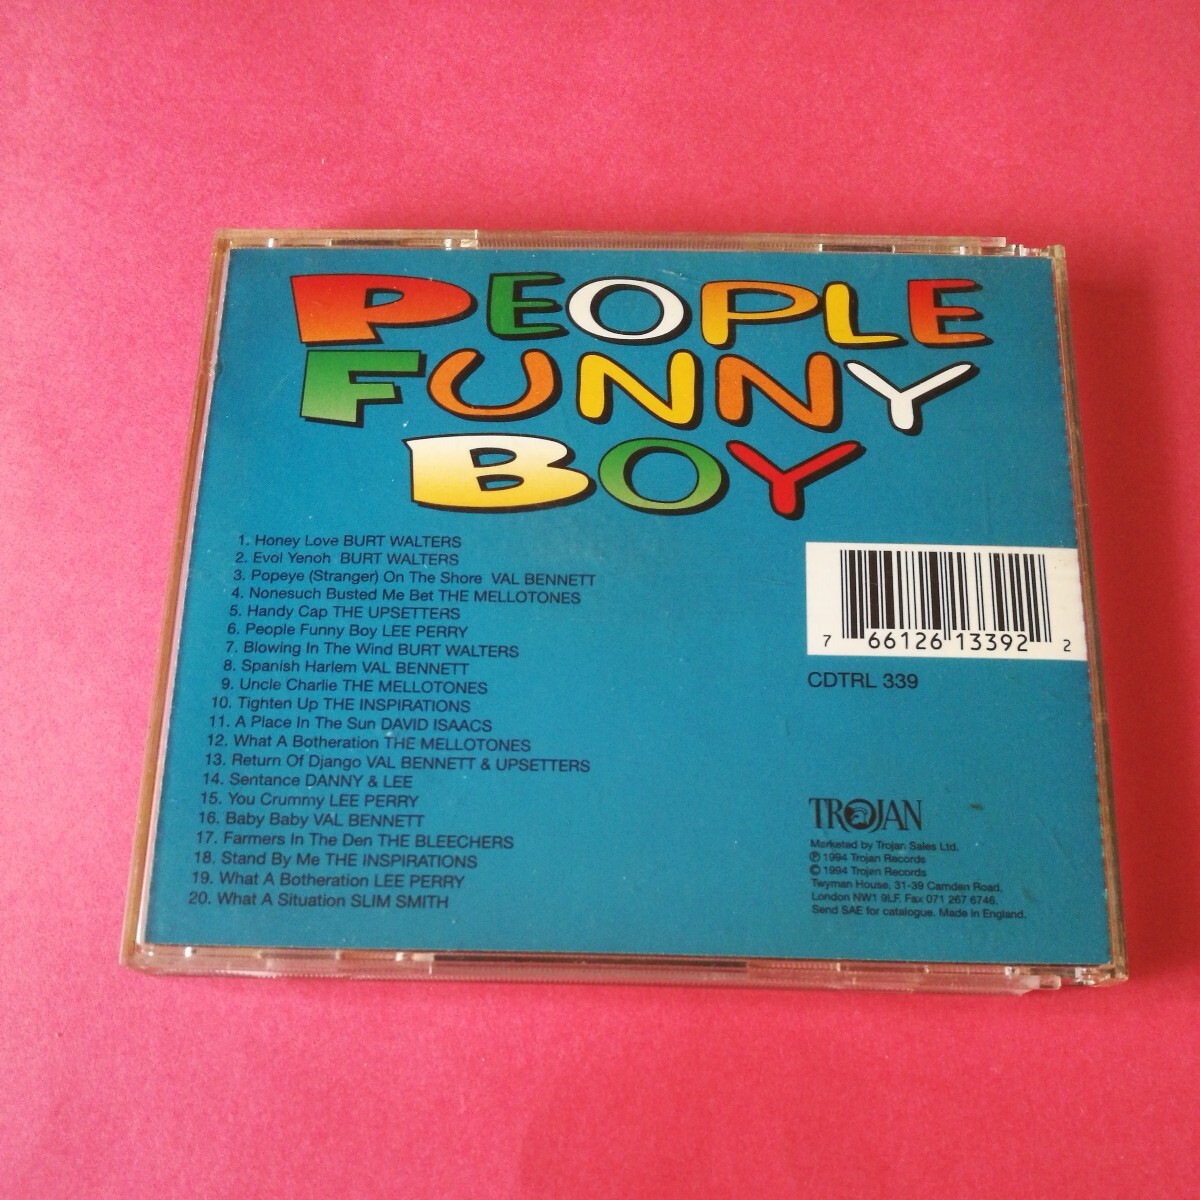 PEOPLE
FUNNY
BOY
1. Honey Love BURT WALTERS
2. Evol Yenoh BURT WALTERS
3. Popeye (Stranger) On The Shore VAL BENNETT
4. Nonesuch Busted Me Bet THE MELLOTONES
5. Handy Cap THE UPSETTERS
6. People Funny Boy LEE PERRY
7. Blowing In The Wind BURT WALTERS
8. Spanish Harlem VAL BENNETT
9. Uncle Charlie THE MELLOTONES
10. Tighten Up THE INSPIRATIONS
11. A Place In The Sun DAVID ISAACS
12. What A Botheration THE MELLOTONES
13. Return Of Django VAL BENNETT & UPSETTERS
14. Sentance DANNY & LEE
15. You Crummy LEE PERRY
16. Baby Baby VAL BENNETT
17. Farmers In The Den THE BLEECHERS
18. Stand By Me THE INSPIRATIONS
19. What A Botheration LEE PERRY
20. What A Situation SLIM SMITH
7 66126 13392 2
CDTRL 339
TROJAN
Marketed by Trojan Sales Ltd.
℗ 1994 Trojan Records
© 1994 Trojan Records
Twyman House, 31-39 Camden Road,
London NW1 9LF. Fax 071 267 6746.
Send SAE for catalogue. Made in England.